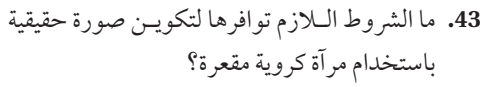 43. ما الشروط اللازم توافرها لتكوين صورة حقيقية
باستخدام مرآة كروية مقعرة؟